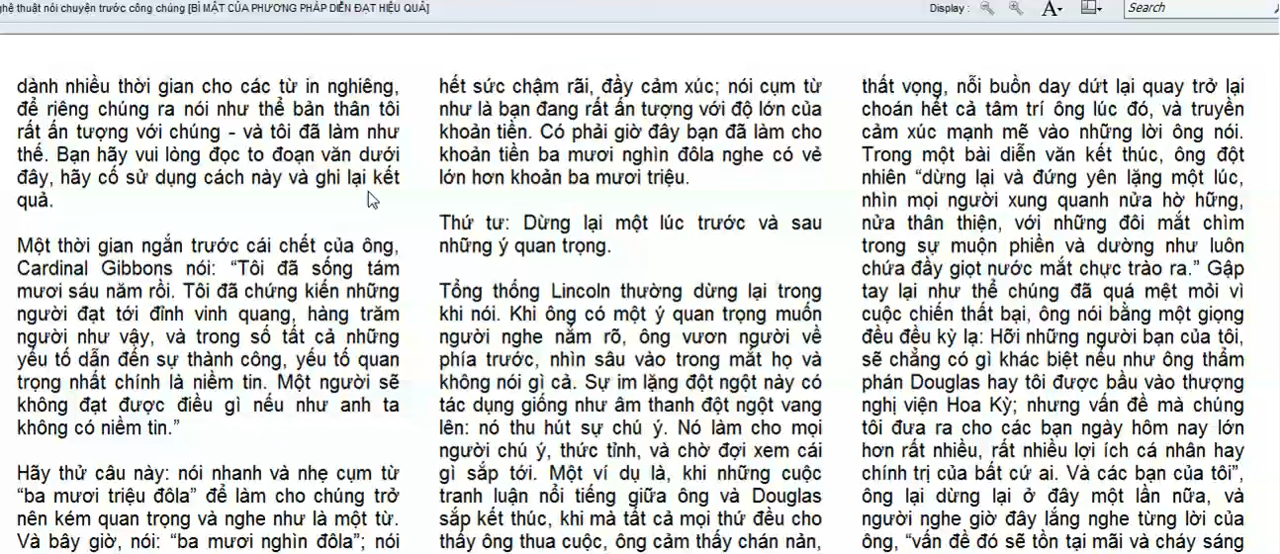 hệ thuật nói chuyện trước công chúng [BÍ MẬT CỦA PHƯƠNG PHÁP DIỄN ĐẠT HIỆU QUẢ]
Display :
A
Search
dành nhiều thời gian cho các từ in nghiêng,
để riêng chúng ra nói như thể bản thân tôi
rất ấn tượng với chúng - và tôi đã làm như
thế. Bạn hãy vui lòng đọc to đoạn văn dưới
đây, hãy cố sử dụng cách này và ghi lại kết
quả.
Một thời gian ngắn trước cái chết của ông,
Cardinal Gibbons nói: “Tôi đã sống tám
mươi sáu năm rồi. Tôi đã chứng kiến những
người đạt tới đỉnh vinh quang, hàng trăm
người như vậy, và trong số tất cả những
yếu tố dẫn đến sự thành công, yếu tố quan
trọng nhất chính là niềm tin. Một người sẽ
không đạt được điều gì nếu như anh ta
không có niềm tin.”
Hãy thử câu này: nói nhanh và nhẹ cụm từ
“ba mươi triệu đôla” để làm cho chúng trở
nên kém quan trọng và nghe như là một từ.
Và bây giờ, nói: “ba mươi nghìn đôla”; nói
hết sức chậm rãi, đầy cảm xúc; nói cụm từ
như là bạn đang rất ấn tượng với độ lớn của
khoản tiền. Có phải giờ đây bạn đã làm cho
khoản tiền ba mươi nghìn đôla nghe có vẻ
lớn hơn khoản ba mươi triệu.
Thứ tư: Dừng lại một lúc trước và sau
những ý quan trọng.
Tổng thống Lincoln thường dừng lại trong
khi nói. Khi ông có một ý quan trọng muốn
người nghe nắm rõ, ông vươn người về
phía trước, nhìn sâu vào trong mắt họ và
không nói gì cả. Sự im lặng đột ngột này có
tác dụng giống như âm thanh đột ngột vang
lên: nó thu hút sự chú ý. Nó làm cho mọi
người chú ý, thức tỉnh, và chờ đợi xem cái
gì sắp tới. Một ví dụ là, khi những cuộc
tranh luận nổi tiếng giữa ông và Douglas
sắp kết thúc, khi mà tất cả mọi thứ đều cho
thấy ông thua cuộc, ông cảm thấy chán nản,
thất vọng, nỗi buồn day dứt lại quay trở lại
choán hết cả tâm trí ông lúc đó, và truyền
cảm xúc mạnh mẽ vào những lời ông nói.
Trong một bài diễn văn kết thúc, ông đột
nhiên “dừng lại và đứng yên lặng một lúc,
nhìn mọi người xung quanh nửa hờ hững,
nửa thân thiện, với những đôi mắt chìm
trong sự muộn phiền và dường như luôn
chứa đầy giọt nước mắt chực trào ra.” Gập
tay lại như thể chúng đã quá mệt mỏi vì
cuộc chiến thất bại, ông nói bằng một giọng
đều đều kỳ lạ: Hỡi những người bạn của tôi,
sẽ chẳng có gì khác biệt nếu như ông thẩm
phán Douglas hay tôi được bầu vào thượng
nghị viện Hoa Kỳ; nhưng vấn đề mà chúng
tôi đưa ra cho các bạn ngày hôm nay lớn
hơn rất nhiều, rất nhiều lợi ích cá nhân hay
chính trị của bất cứ ai. Và các bạn của tôi”,
ông lại dừng lại ở đây một lần nữa, và
người nghe giờ đây lắng nghe từng lời của
ông, “vấn đề đó sẽ tồn tại mãi và cháy sáng